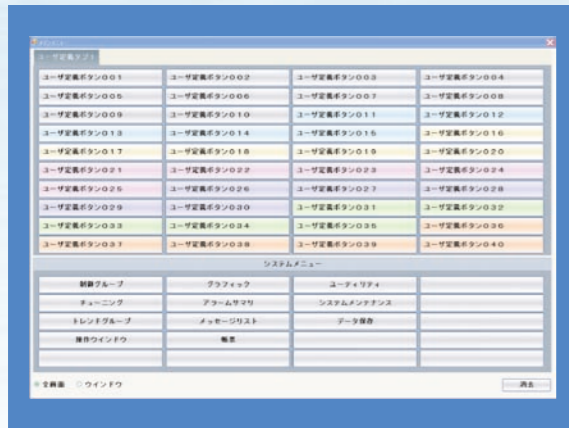 ユーザ定義タブ1
ユーザ定義ボタン001 ユーザ定義ボタン002 ユーザ定義ボタン003 ユーザ定義ボタン004
ユーザ定義ボタン005 ユーザ定義ボタン006 ユーザ定義ボタン007 ユーザ定義ボタン008
ユーザ定義ボタン009 ユーザ定義ボタン010 ユーザ定義ボタン011 ユーザ定義ボタン012
ユーザ定義ボタン013 ユーザ定義ボタン014 ユーザ定義ボタン015 ユーザ定義ボタン016
ユーザ定義ボタン017 ユーザ定義ボタン018 ユーザ定義ボタン019 ユーザ定義ボタン020
ユーザ定義ボタン021 ユーザ定義ボタン022 ユーザ定義ボタン023 ユーザ定義ボタン024
ユーザ定義ボタン025 ユーザ定義ボタン026 ユーザ定義ボタン027 ユーザ定義ボタン028
ユーザ定義ボタン029 ユーザ定義ボタン030 ユーザ定義ボタン031 ユーザ定義ボタン032
ユーザ定義ボタン033 ユーザ定義ボタン034 ユーザ定義ボタン035 ユーザ定義ボタン036
ユーザ定義ボタン037 ユーザ定義ボタン038 ユーザ定義ボタン039 ユーザ定義ボタン040
システムメニュー
制御グループ グラフィック ユーティリティ
チューニング アラームサマリ システムメンテナンス
トレンドグループ メッセージリスト データ保存
操作ウインドウ 帳票
全画面 ウインドウ 消去